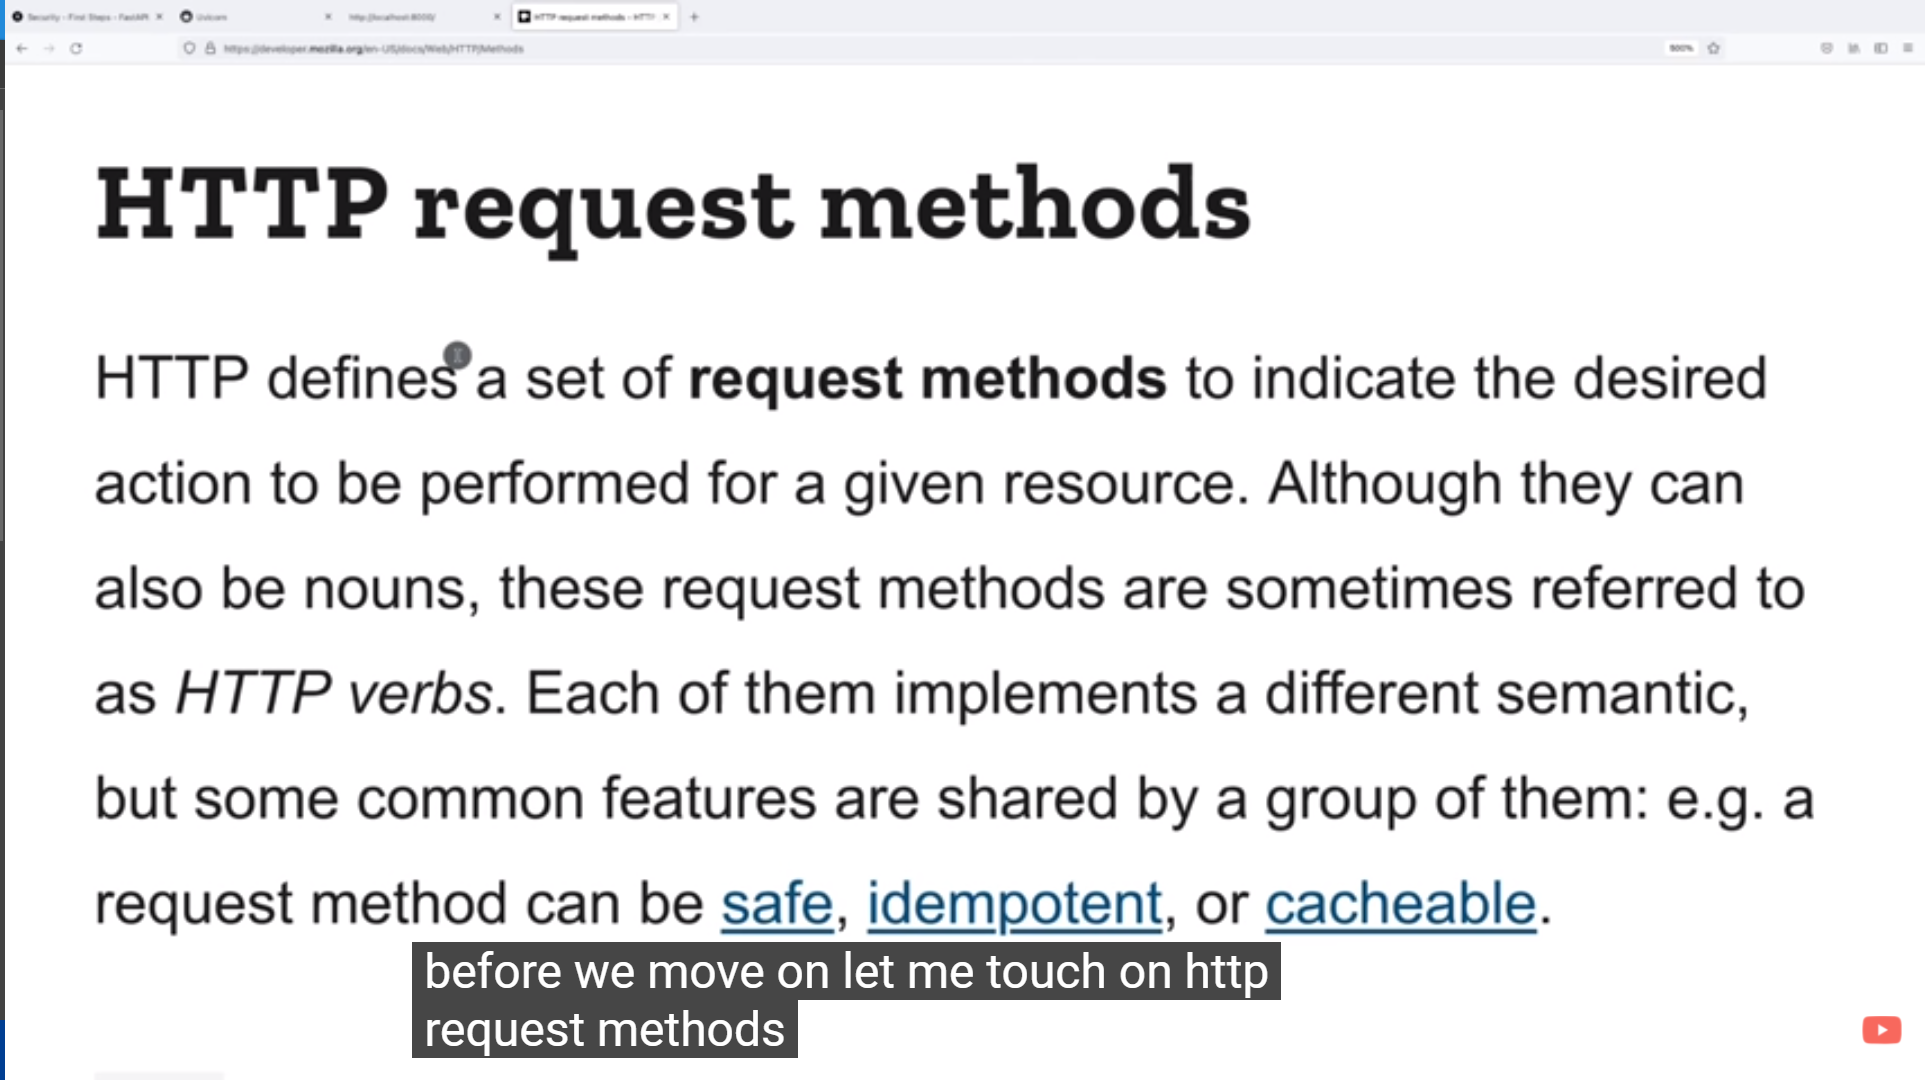 Security - First Steps - FastAPI
Uvicorn
http://localhost:8000/
HTTP request methods - HTTP
https://developer.mozilla.org/en-US/docs/Web/HTTP/Methods
500%
HTTP request methods
HTTP defines a set of request methods to indicate the desired
action to be performed for a given resource. Although they can
also be nouns, these request methods are sometimes referred to
as HTTP verbs. Each of them implements a different semantic,
but some common features are shared by a group of them: e.g. a
request method can be safe, idempotent, or cacheable.
before we move on let me touch on http
request methods